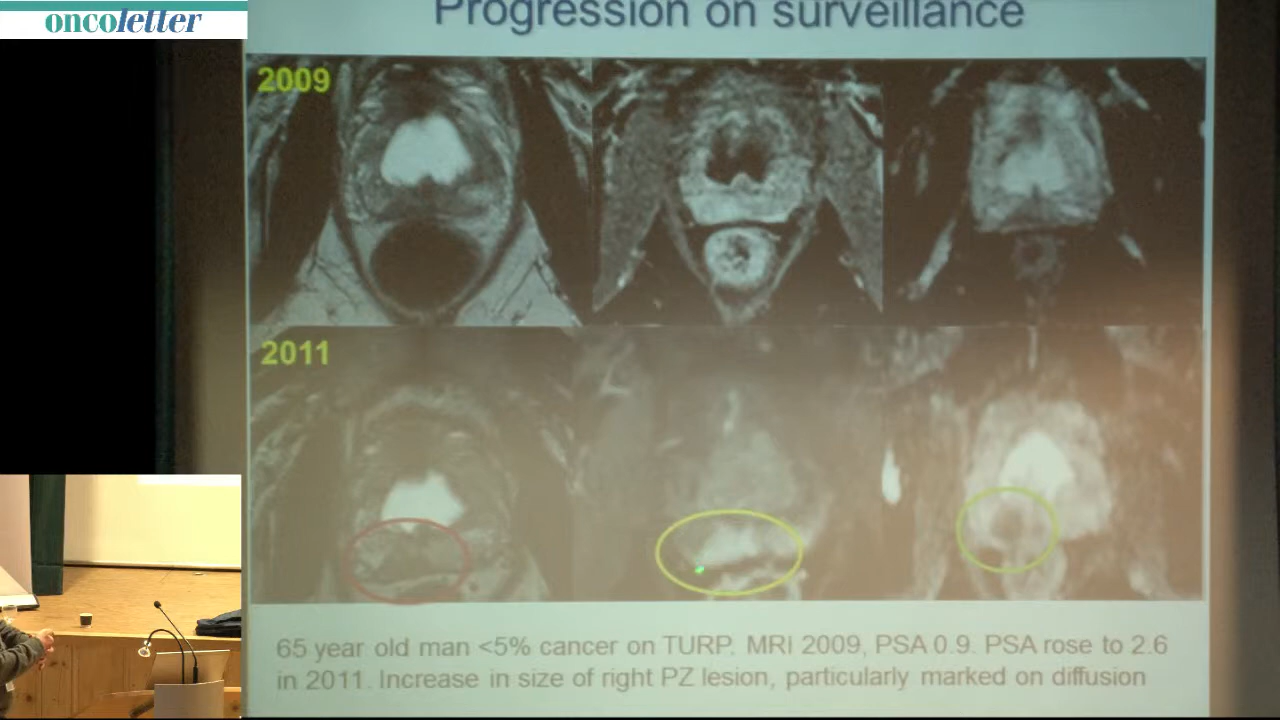 oncoletter
Progression on surveillance
2009
2011
65 year old man <5% cancer on TURP. MRI 2009, PSA 0.9. PSA rose to 2.6
in 2011. Increase in size of right PZ lesion, particularly marked on diffusion